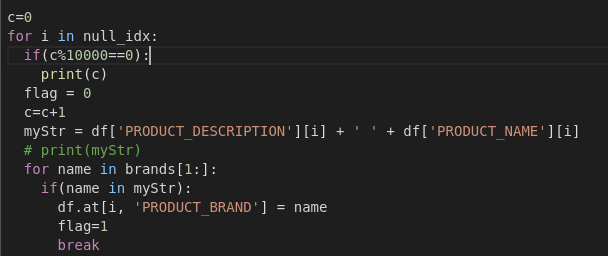 c=0
for i in null_idx:
  if(c%10000==0):
    print(c)
  flag = 0
  c=c+1
  myStr = df['PRODUCT_DESCRIPTION'][i] + ' ' + df['PRODUCT_NAME'][i]
  # print(myStr)
  for name in brands[1:]:
    if(name in myStr):
      df.at[i, 'PRODUCT_BRAND'] = name
      flag=1
      break